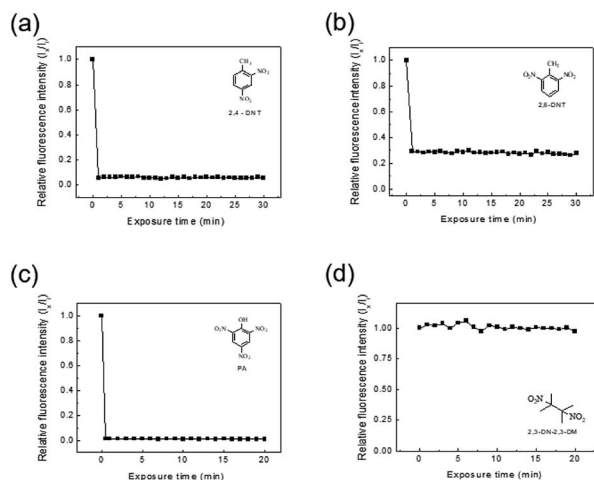 (a)
Relative fluorescence intensity (Iₓ/Iᵢ)
1.0
0.8
0.6
0.4
0.2
0.0
CH₃
NO₂
NO₂
2,4 - DNT
0 5 10 15 20 25 30
Exposure time (min)
(b)
Relative fluorescence intensity (Iₓ/Iᵢ)
1.0
0.8
0.6
0.4
0.2
0.0
CH₃
O₂N NO₂
2,6-DNT
0 5 10 15 20 25 30
Exposure time (min)
(c)
Relative fluorescence intensity (Iₓ/Iᵢ)
1.0
0.8
0.6
0.4
0.2
0.0
OH
O₂N NO₂
NO₂
PA
0 5 10 15 20
Exposure time (min)
(d)
Relative fluorescence intensity (Iₓ/Iᵢ)
1.00
0.75
0.50
0.25
0.00
O₂N
NO₂
2,3-DN-2,3-DM
0 5 10 15 20
Exposure time (min)